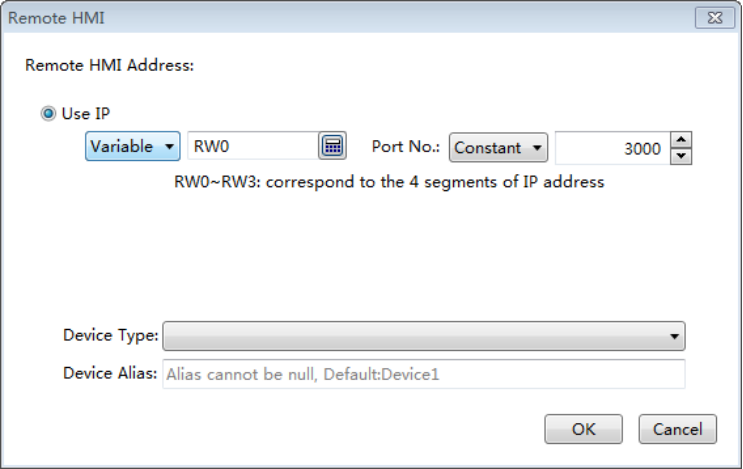 Remote HMI
Remote HMI Address:
Use IP
Variable RW0 Port No.: Constant 3000
RW0~RW3: correspond to the 4 segments of IP address
Device Type:
Device Alias: Alias cannot be null, Default:Device1
OK Cancel